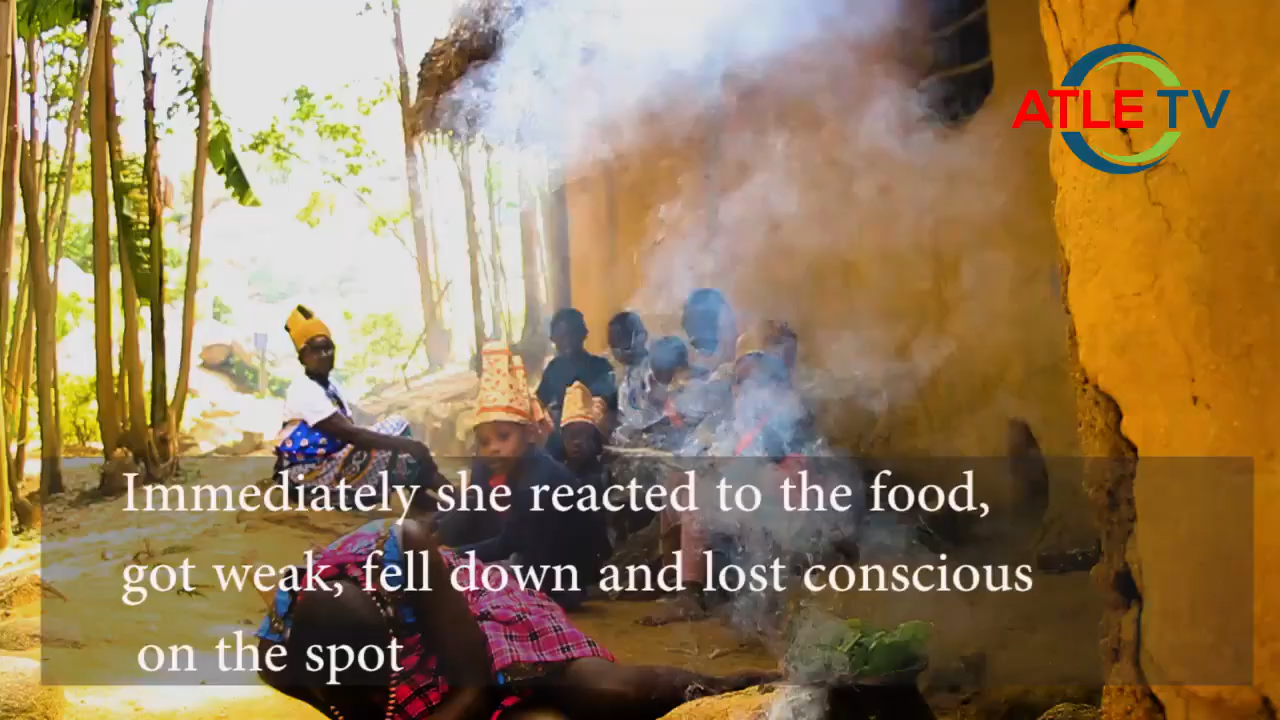 ATLE TV
Immediately she reacted to the food,
got weak, fell down and lost conscious
on the spot